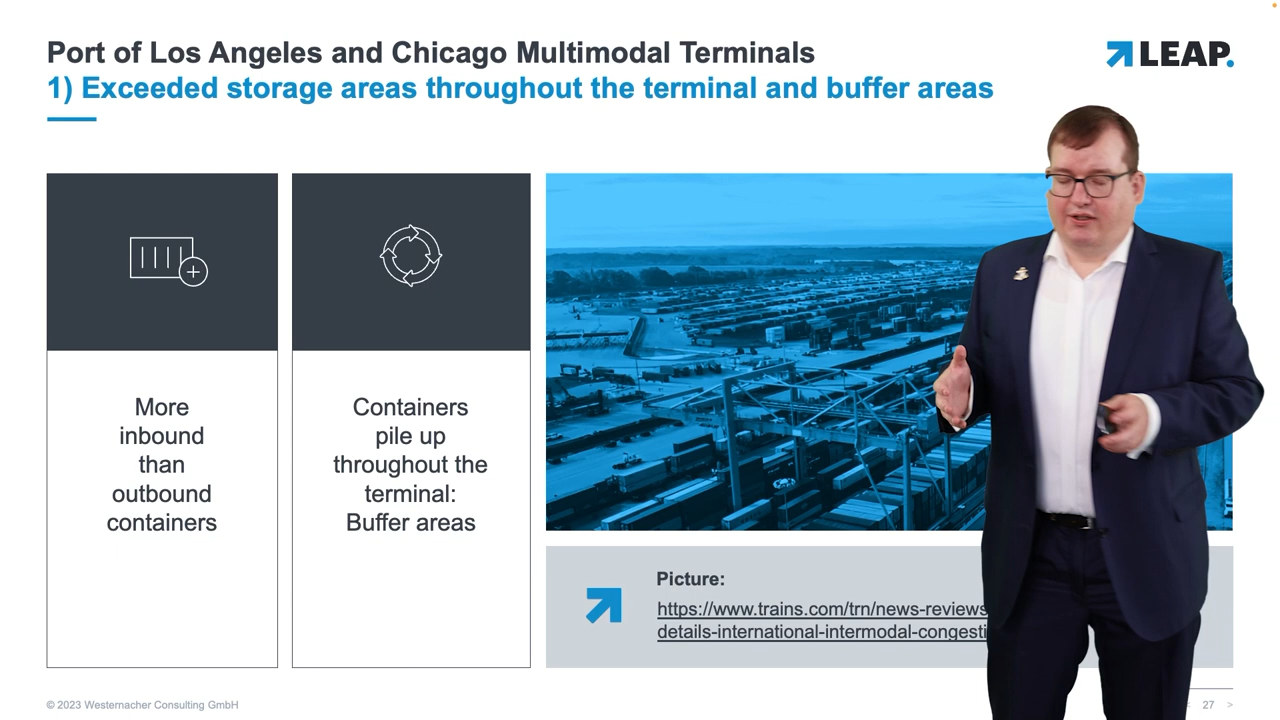 Port of Los Angeles and Chicago Multimodal Terminals
1) Exceeded storage areas throughout the terminal and buffer areas
LEAP.
More
inbound
than
outbound
containers
Containers
pile up
throughout the
terminal:
Buffer areas
Picture:
https://www.trains.com/trn/news-reviews
details-international-intermodal-congesti
© 2023 Westernacher Consulting GmbH
27 >